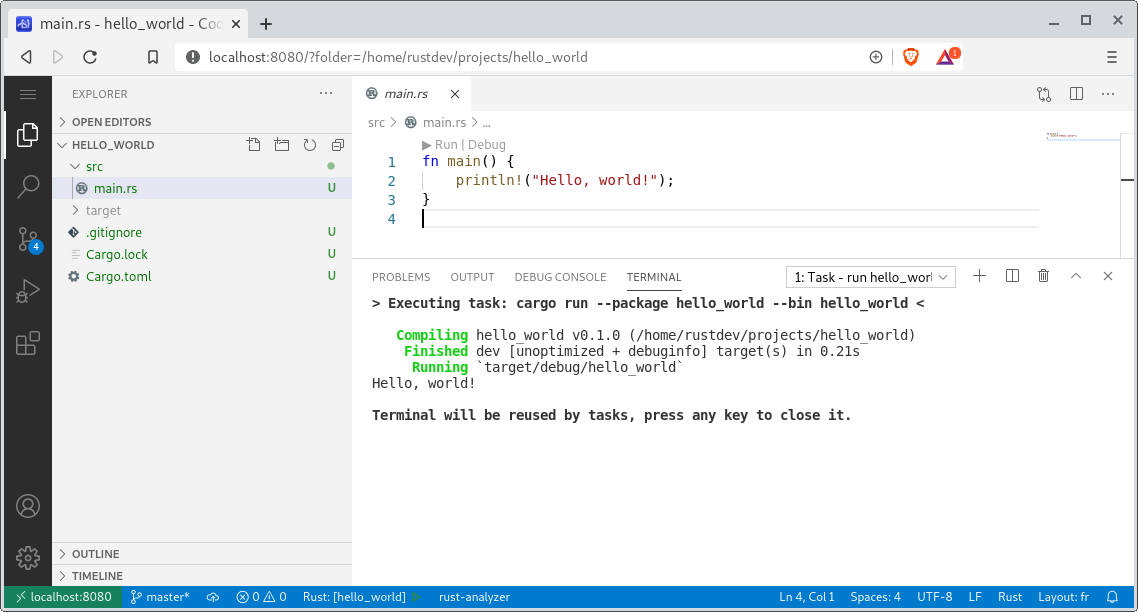 main.rs - hello_world - Cod
localhost:8080/?folder=/home/rustdev/projects/hello_world
1
EXPLORER
OPEN EDITORS
HELLO_WORLD
src
main.rs U
target
.gitignore U
Cargo.lock U
Cargo.toml U
OUTLINE
TIMELINE
4
main.rs
src > main.rs > ...
▶ Run | Debug
1 fn main() {
2     println!("Hello, world!");
3 }
4
PROBLEMS OUTPUT DEBUG CONSOLE TERMINAL 1: Task - run hello_worl
> Executing task: cargo run --package hello_world --bin hello_world <
Compiling hello_world v0.1.0 (/home/rustdev/projects/hello_world)
Finished dev [unoptimized + debuginfo] target(s) in 0.21s
Running `target/debug/hello_world`
Hello, world!
Terminal will be reused by tasks, press any key to close it.
localhost:8080 master* 0 0 Rust: [hello_world] rust-analyzer Ln 4, Col 1 Spaces: 4 UTF-8 LF Rust Layout: fr